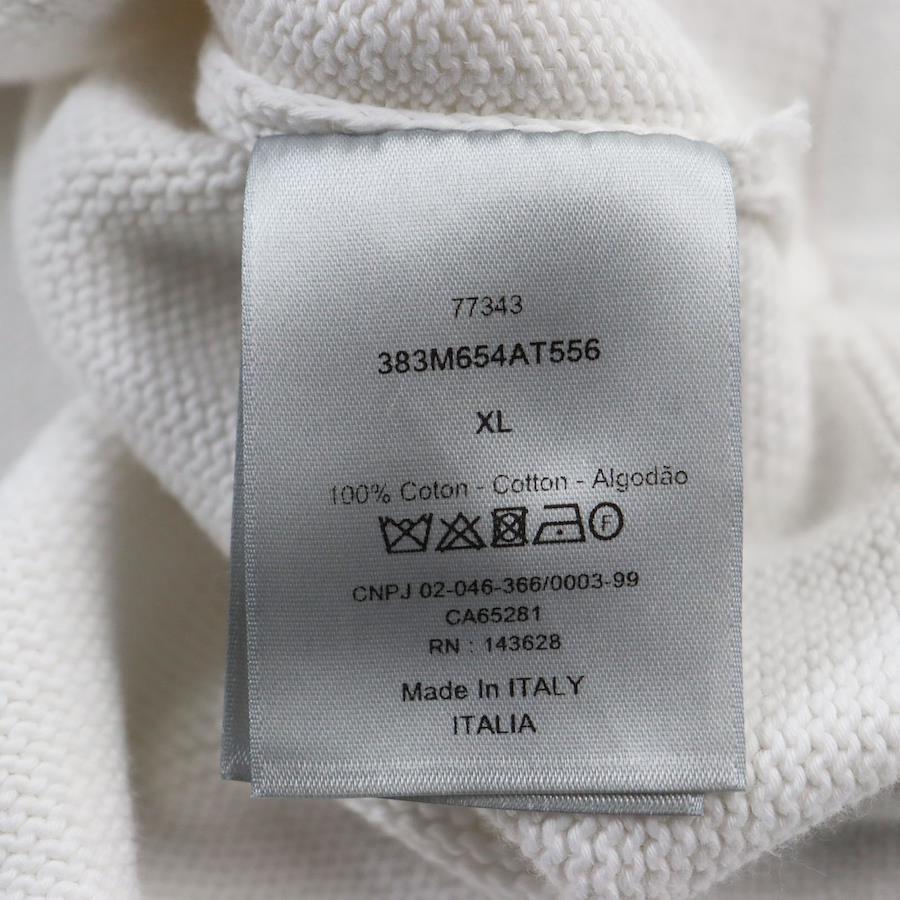 77343
383M654AT556
XL
100% Coton - Cotton - Algodão
F
CNPJ 02-046-366/0003-99
CA65281
RN : 143628
Made In ITALY
ITALIA